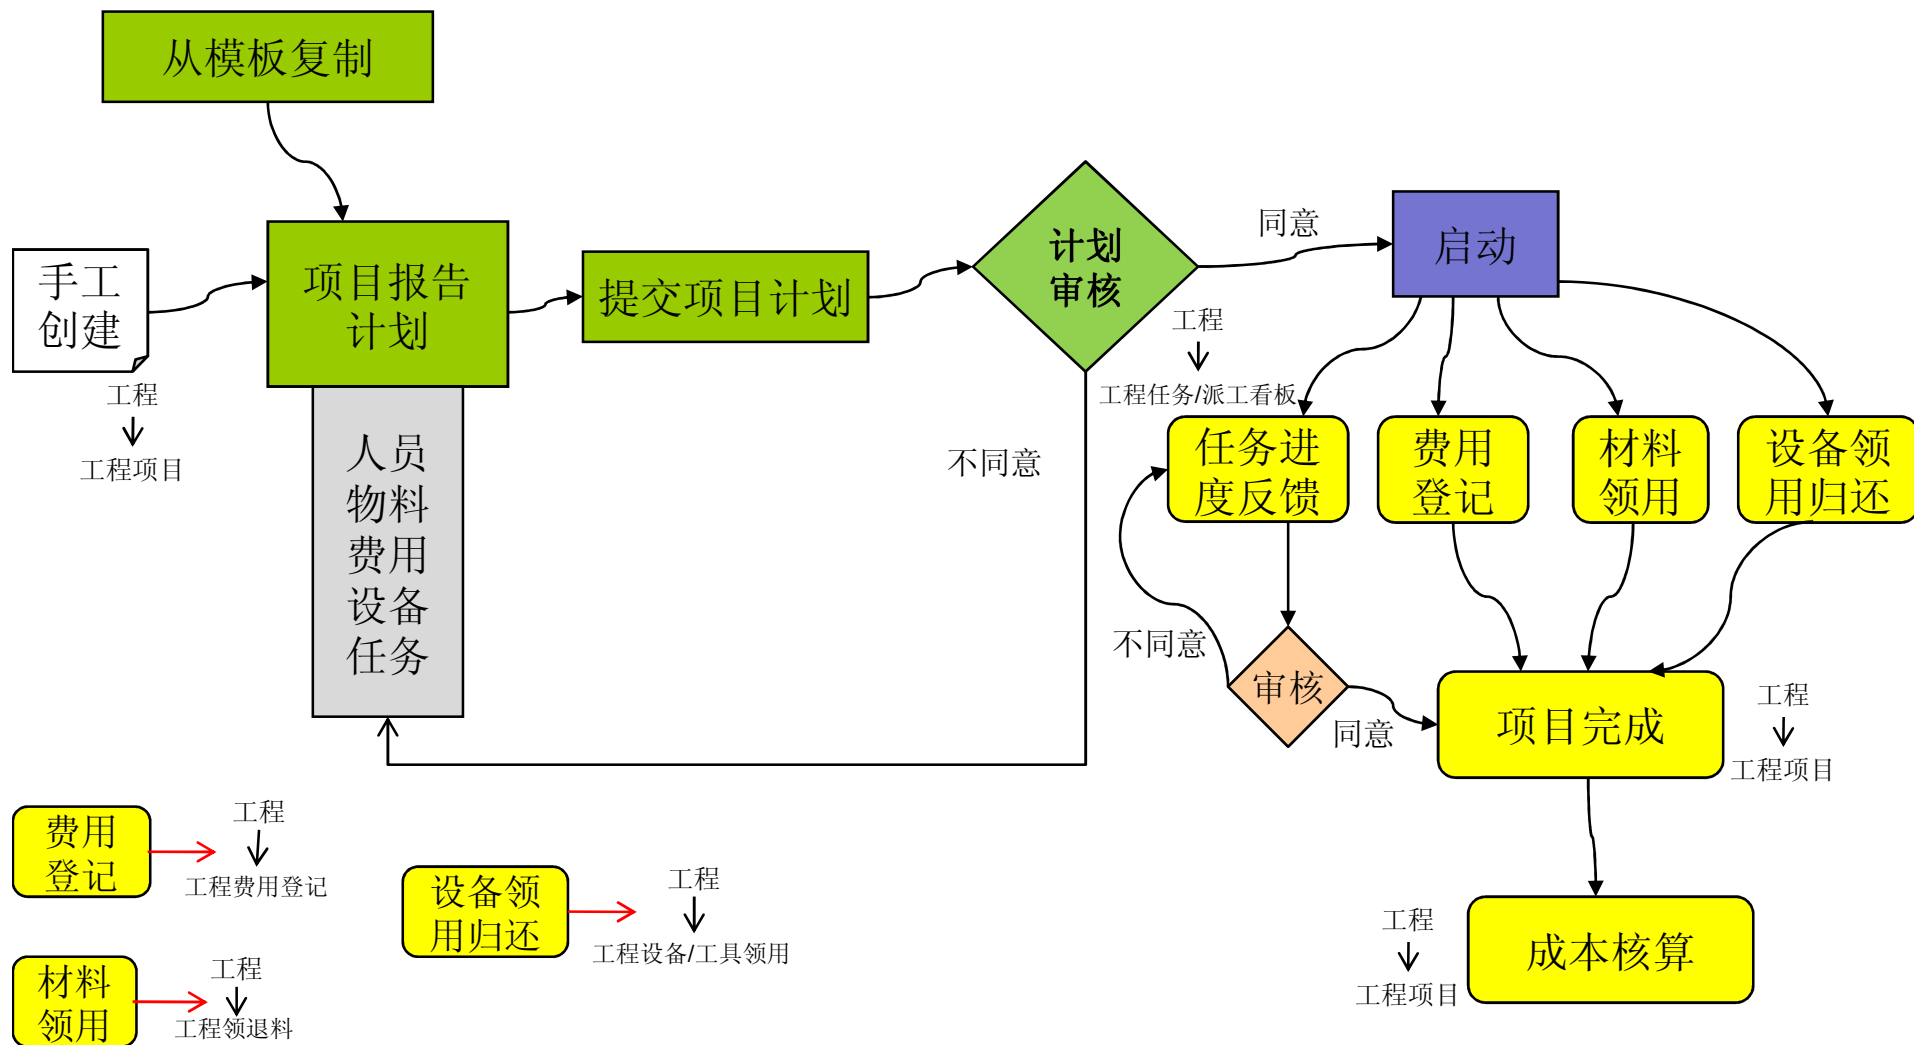 从模板复制
手工
创建
工程
工程项目
项目报告
计划
人员
物料
费用
设备
任务
提交项目计划
计划
审核
同意
不同意
启动
工程
工程任务/派工看板
任务进
度反馈
费用
登记
材料
领用
设备领
用归还
不同意
审核
同意
项目完成
工程
工程项目
成本核算
工程
工程项目
费用
登记
工程
工程费用登记
设备领
用归还
工程
工程设备/工具领用
材料
领用
工程
工程领退料